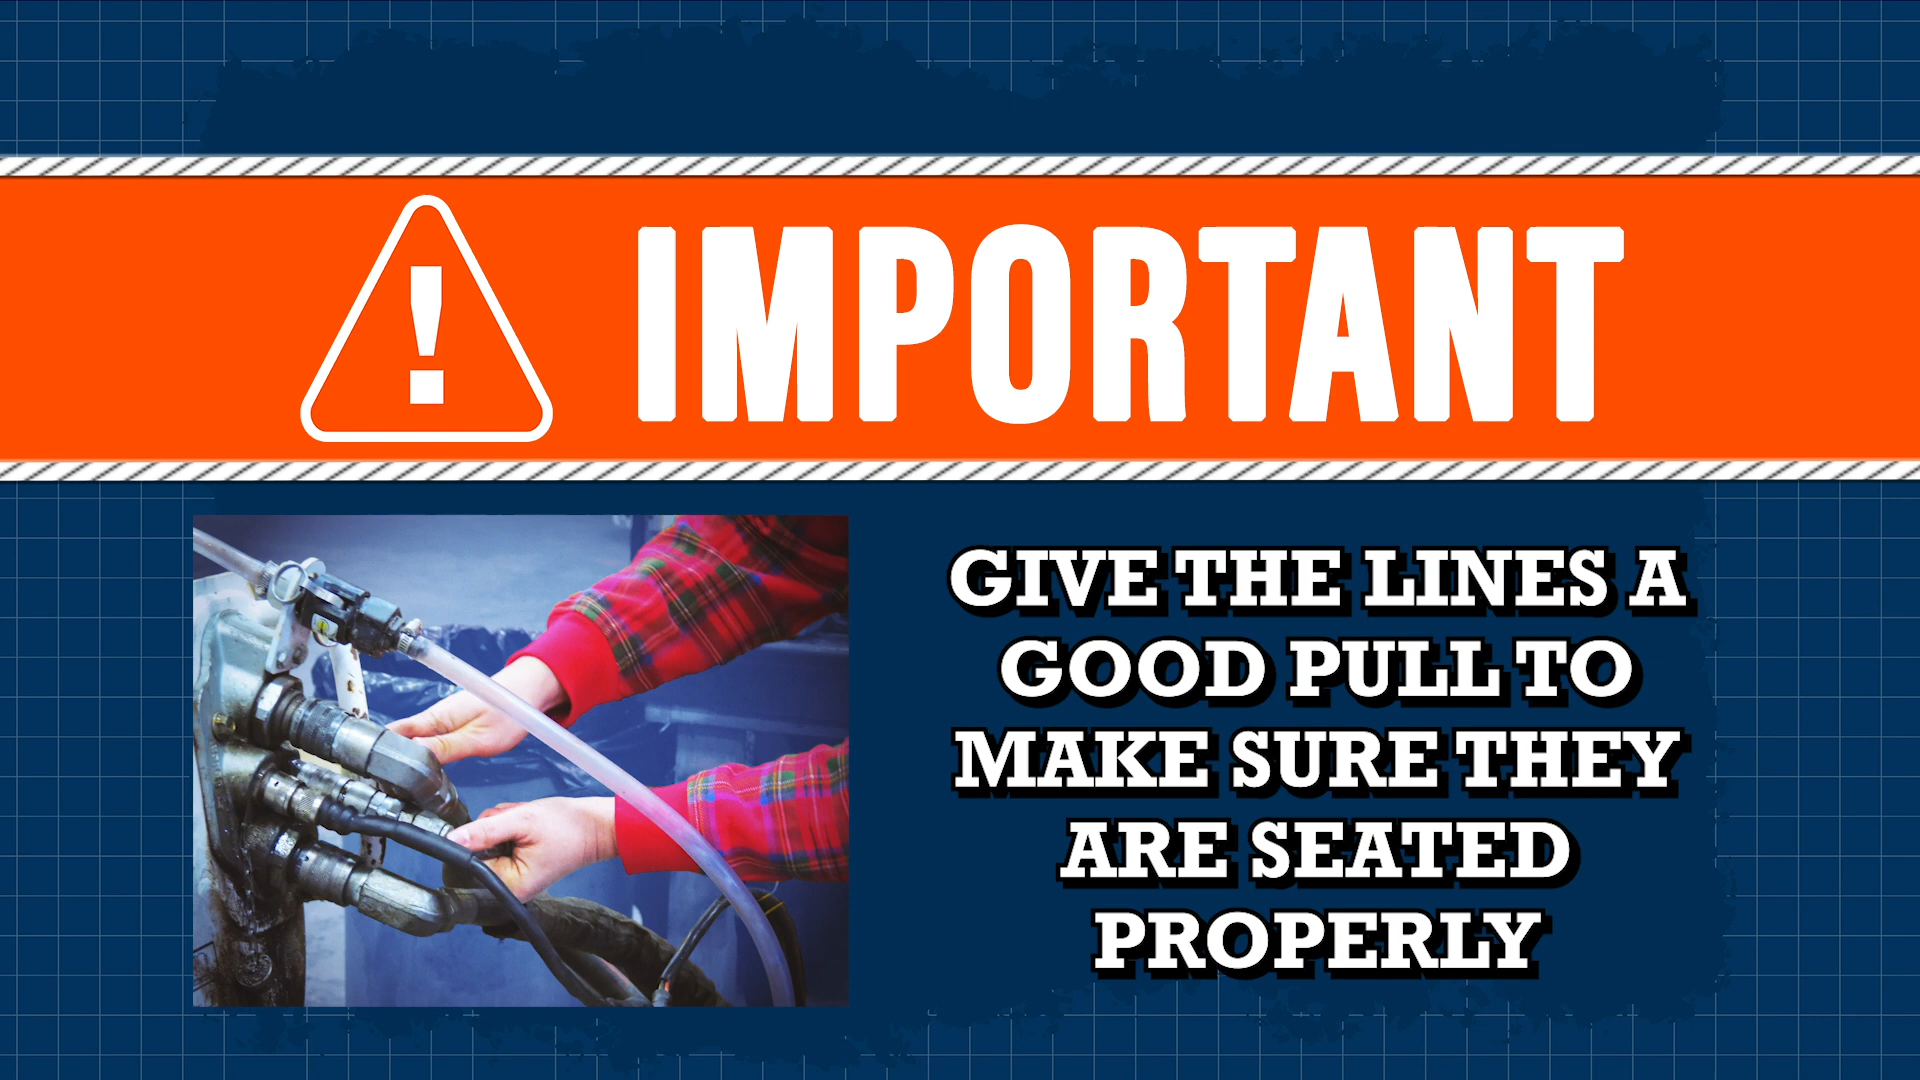 IMPORTANT
GIVE THE LINES A
GOOD PULL TO
MAKE SURE THEY
ARE SEATED
PROPERLY